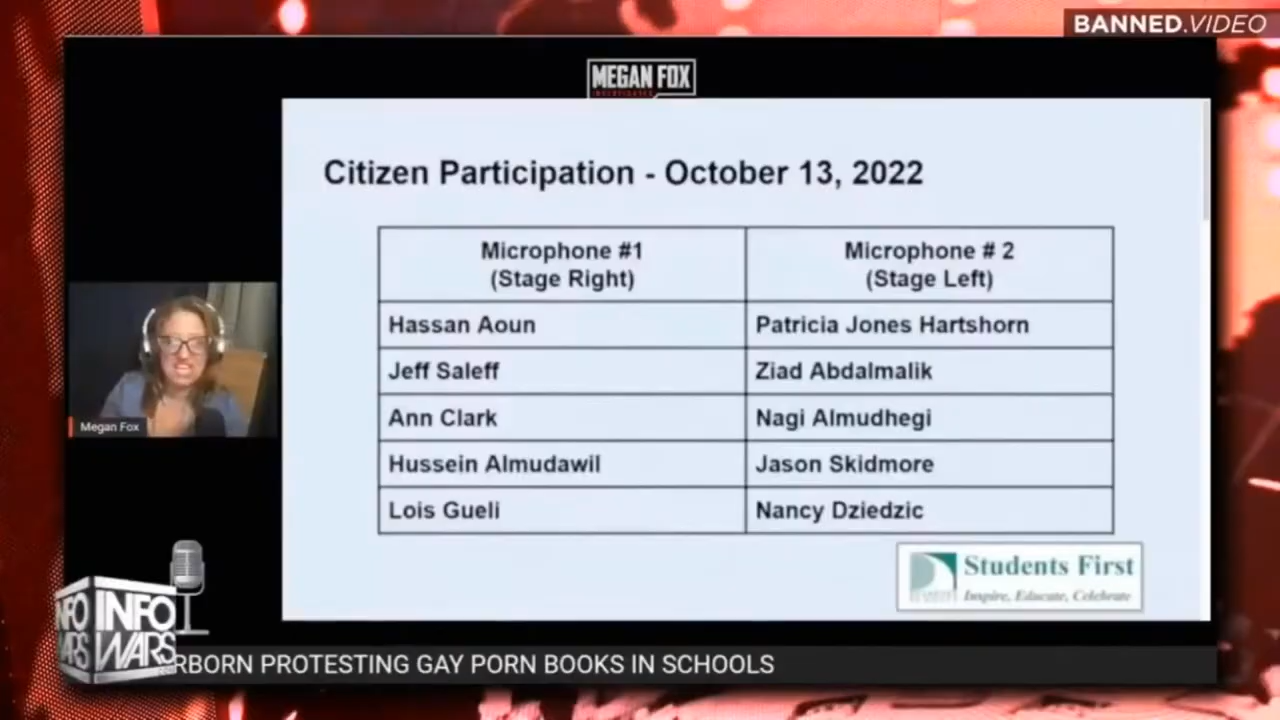 BANNED.VIDEO
MEGAN FOX
Citizen Participation - October 13, 2022
Microphone #1
(Stage Right)
Microphone # 2
(Stage Left)
Hassan Aoun
Patricia Jones Hartshorn
Jeff Saleff
Ziad Abdalmalik
Ann Clark
Nagi Almudhegi
Hussein Almudawil
Jason Skidmore
Lois Gueli
Nancy Dziedzic
Megan Fox
Students First
Inspire, Educate, Celebrate
INFO
WARS
RBORN PROTESTING GAY PORN BOOKS IN SCHOOLS